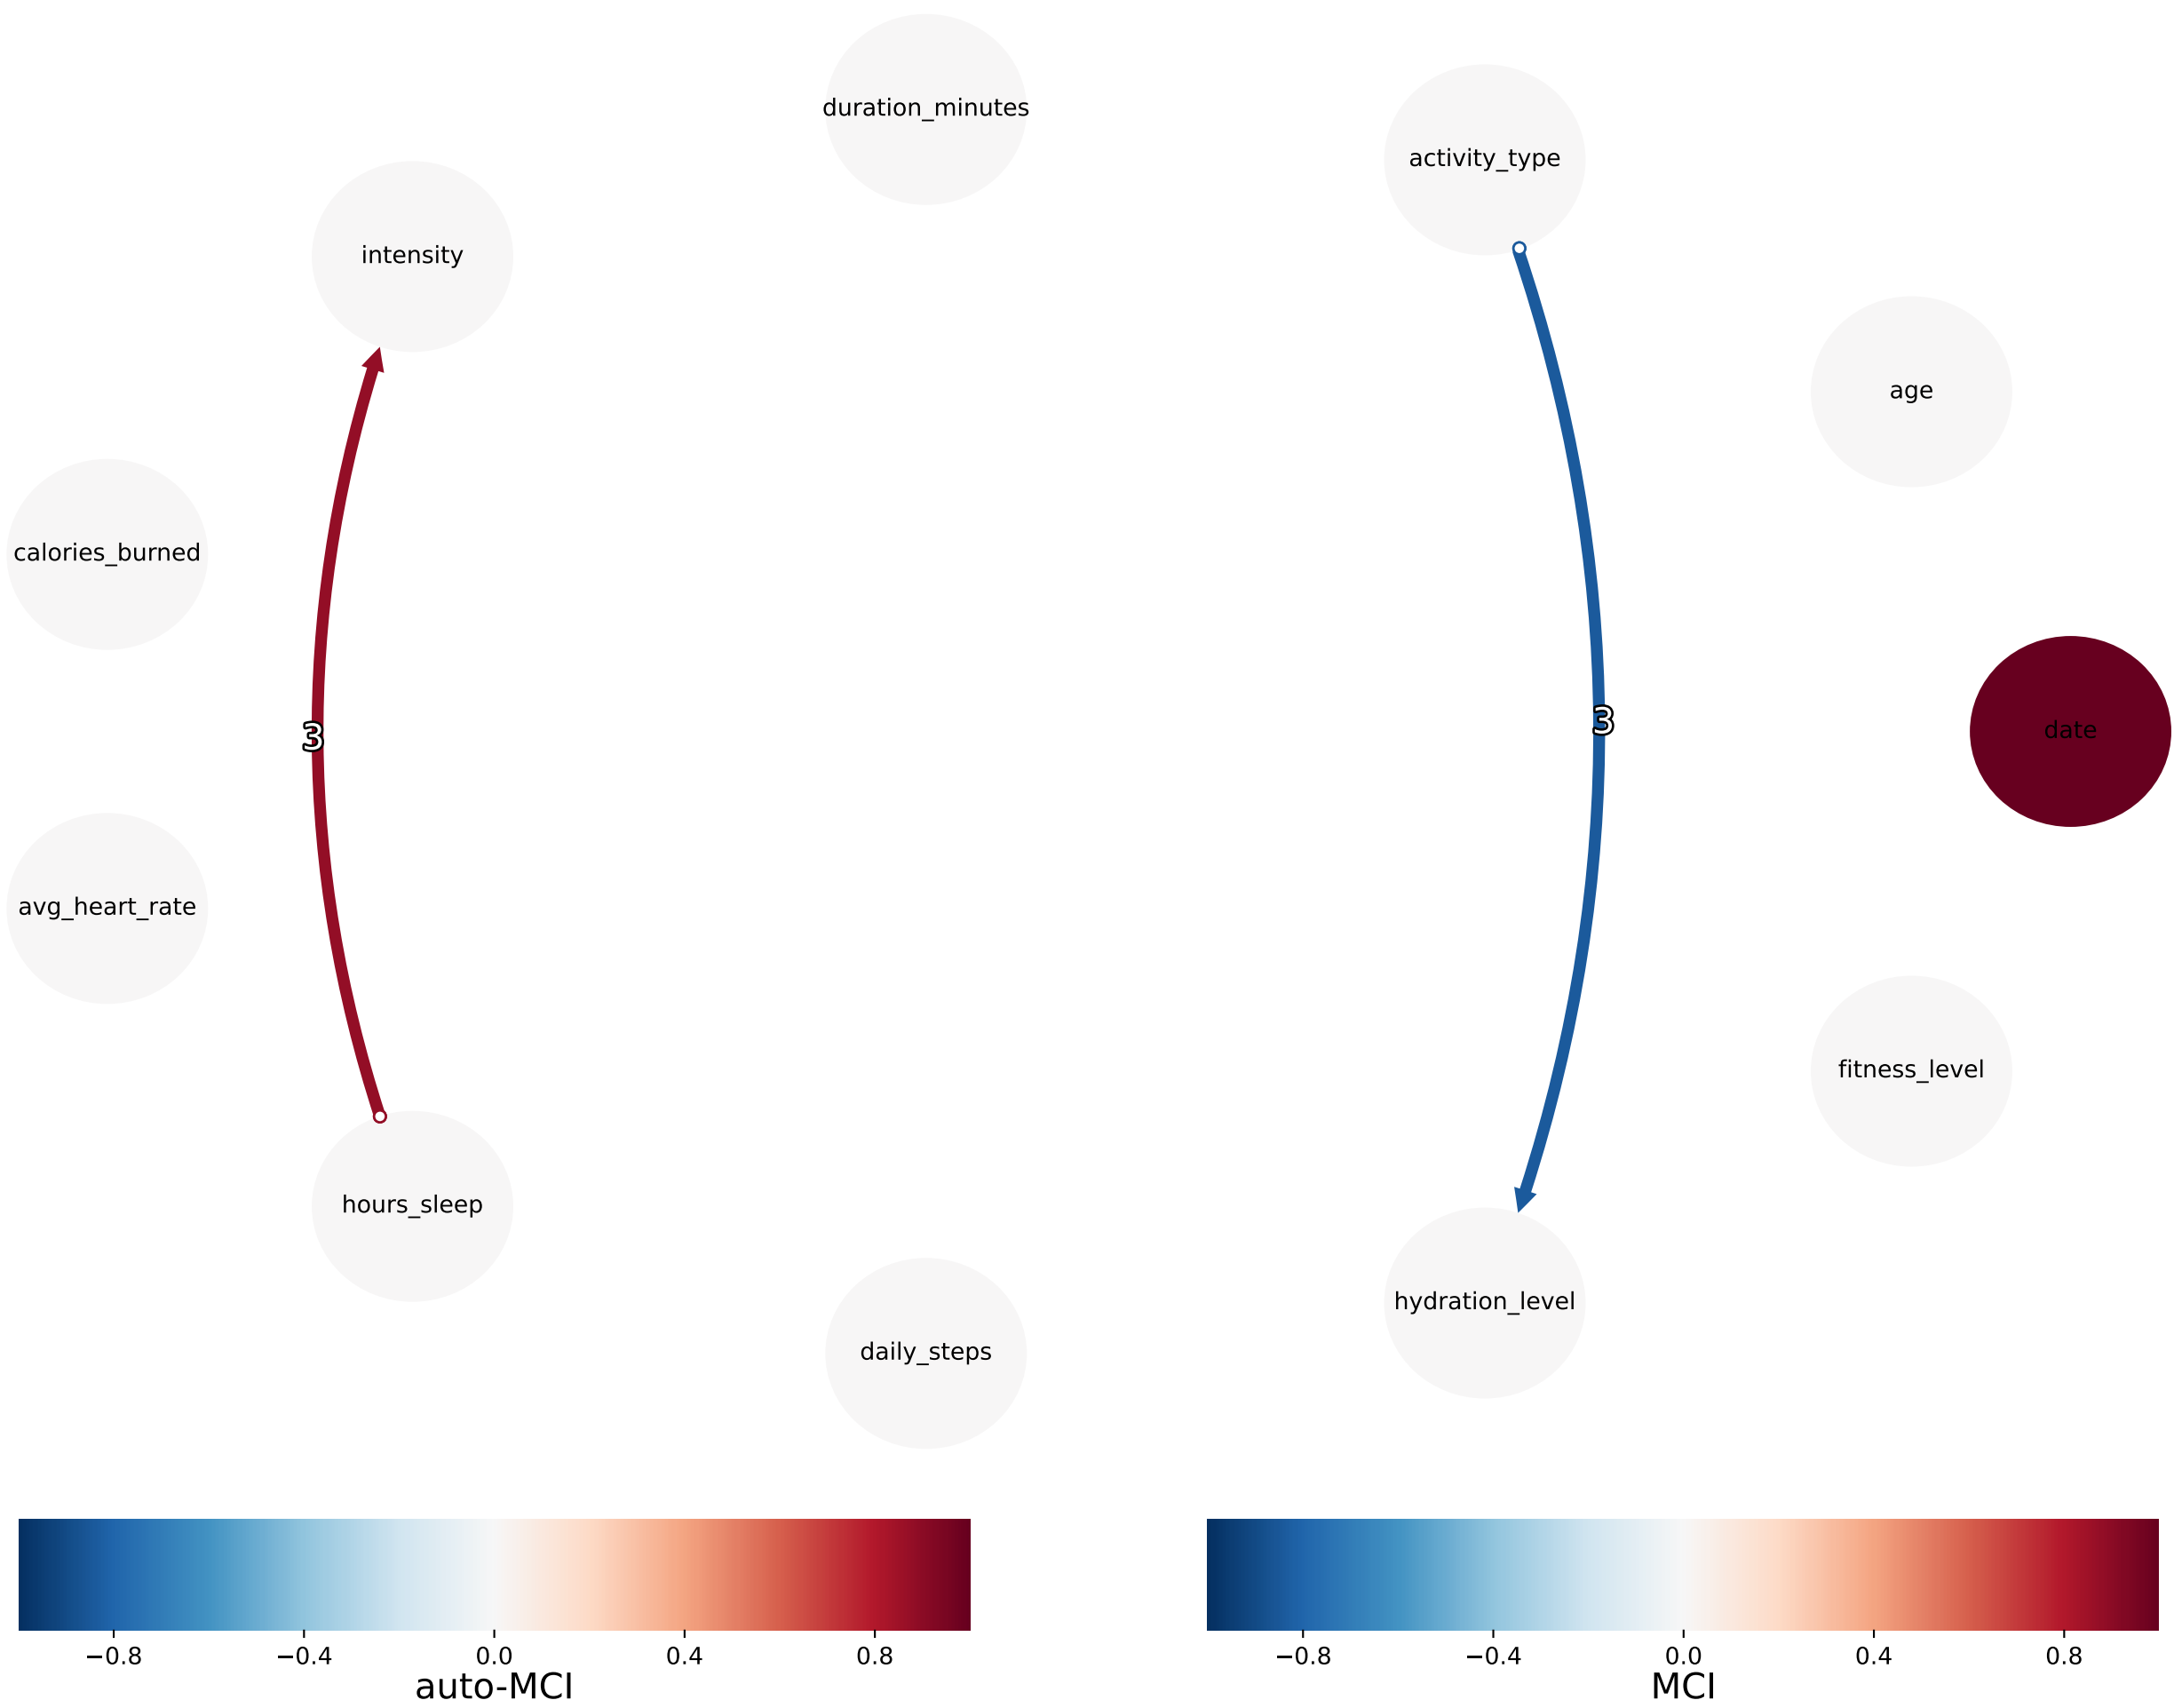 duration_minutes
activity_type
intensity
age
calories_burned
3
3
date
avg_heart_rate
fitness_level
hours_sleep
hydration_level
daily_steps
−0.8 −0.4 0.0 0.4 0.8
auto-MCI
−0.8 −0.4 0.0 0.4 0.8
MCI